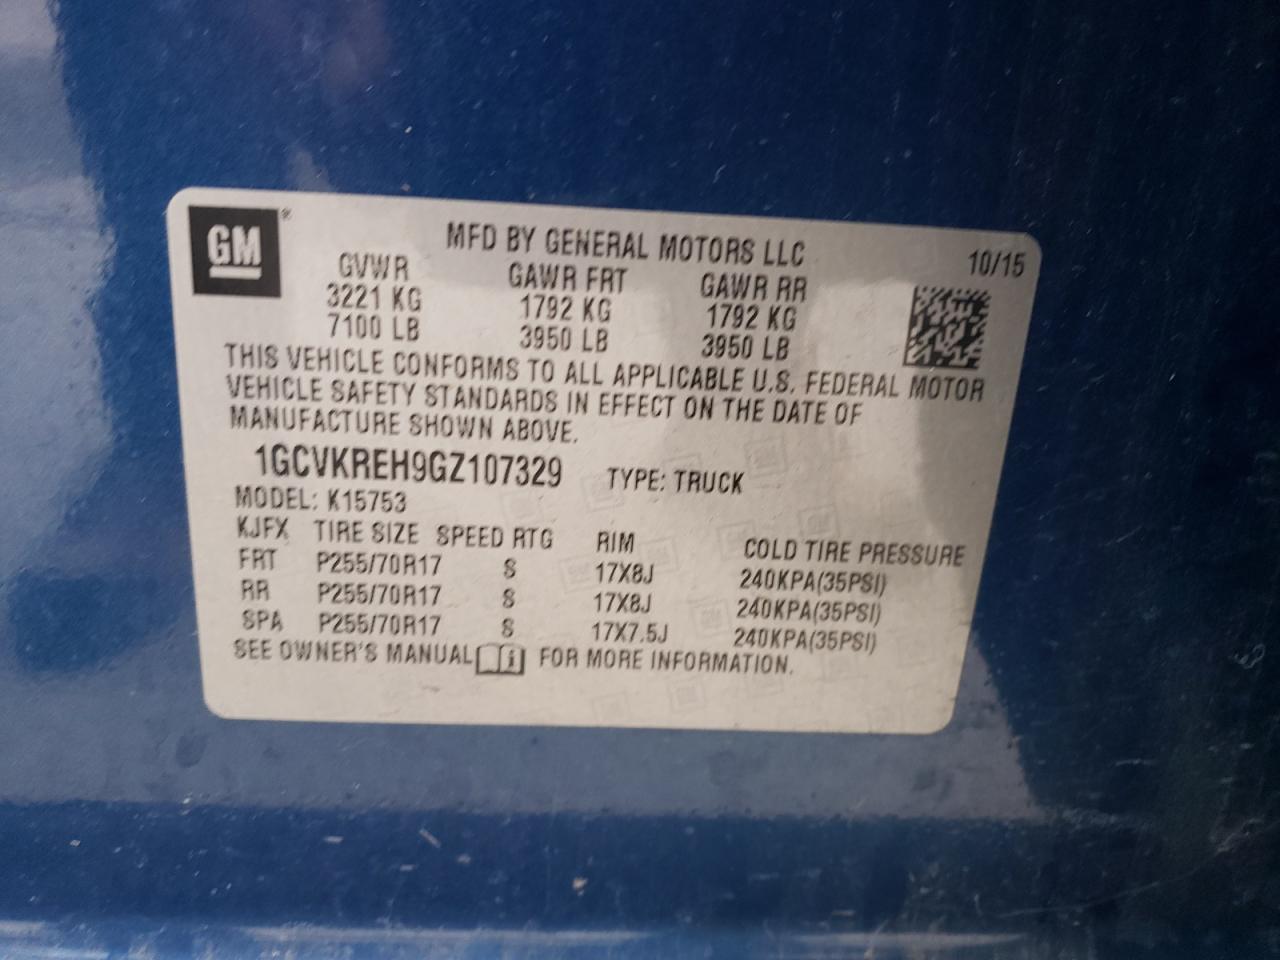 GM®
MFD BY GENERAL MOTORS LLC 10/15
GVWR GAWR FRT GAWR RR
3221 KG 1792 KG 1792 KG
7100 LB 3950 LB 3950 LB
THIS VEHICLE CONFORMS TO ALL APPLICABLE U.S. FEDERAL MOTOR
VEHICLE SAFETY STANDARDS IN EFFECT ON THE DATE OF
MANUFACTURE SHOWN ABOVE.
1GCVKREH9GZ107329 TYPE: TRUCK
MODEL: K15753
KJFX TIRE SIZE SPEED RTG RIM COLD TIRE PRESSURE
FRT P255/70R17 S 17X8J 240KPA(35PSI)
RR P255/70R17 S 17X8J 240KPA(35PSI)
SPA P255/70R17 S 17X7.5J 240KPA(35PSI)
SEE OWNER'S MANUAL FOR MORE INFORMATION.